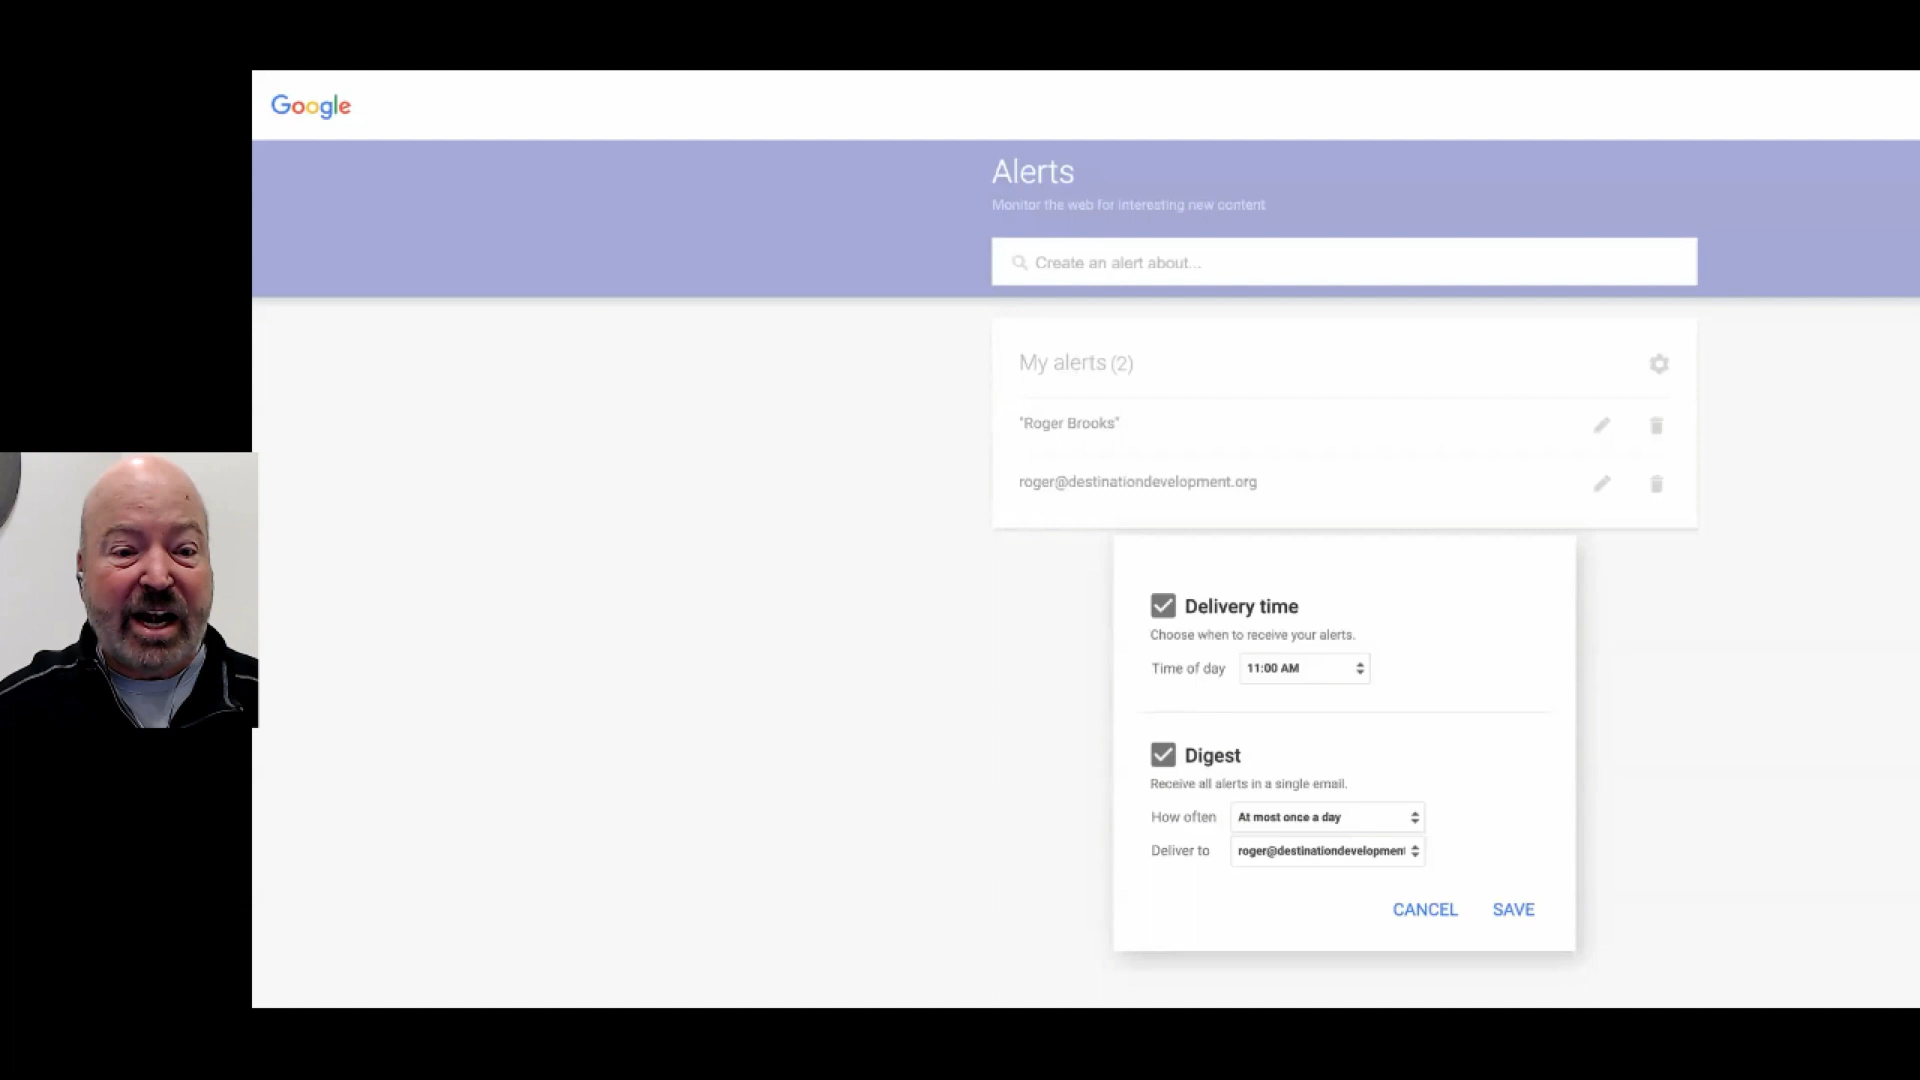 Google
Alerts
Monitor the web for interesting new content
Create an alert about...
My alerts (2)
"Roger Brooks"
roger@destinationdevelopment.org
Delivery time
Choose when to receive your alerts.
Time of day 11:00 AM
Digest
Receive all alerts in a single email.
How often At most once a day
Deliver to roger@destinationdevelopment
CANCEL SAVE